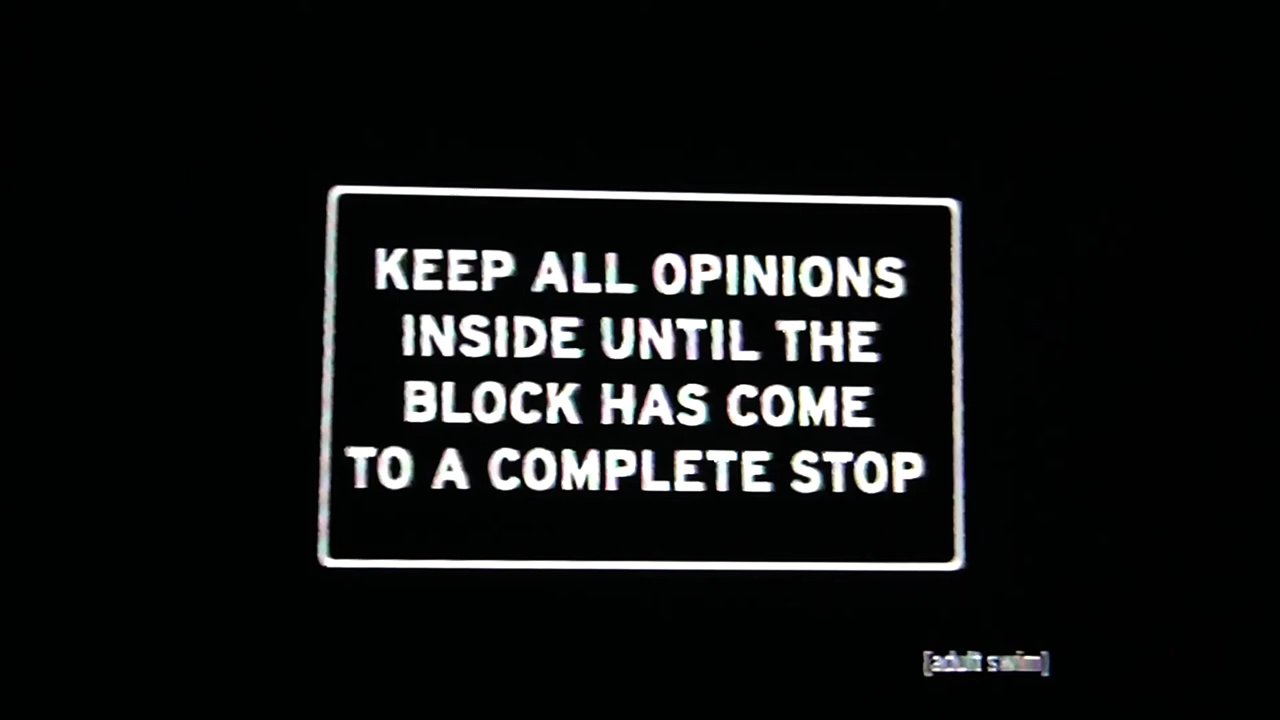 KEEP ALL OPINIONS
INSIDE UNTIL THE
BLOCK HAS COME
TO A COMPLETE STOP
[adult swim]